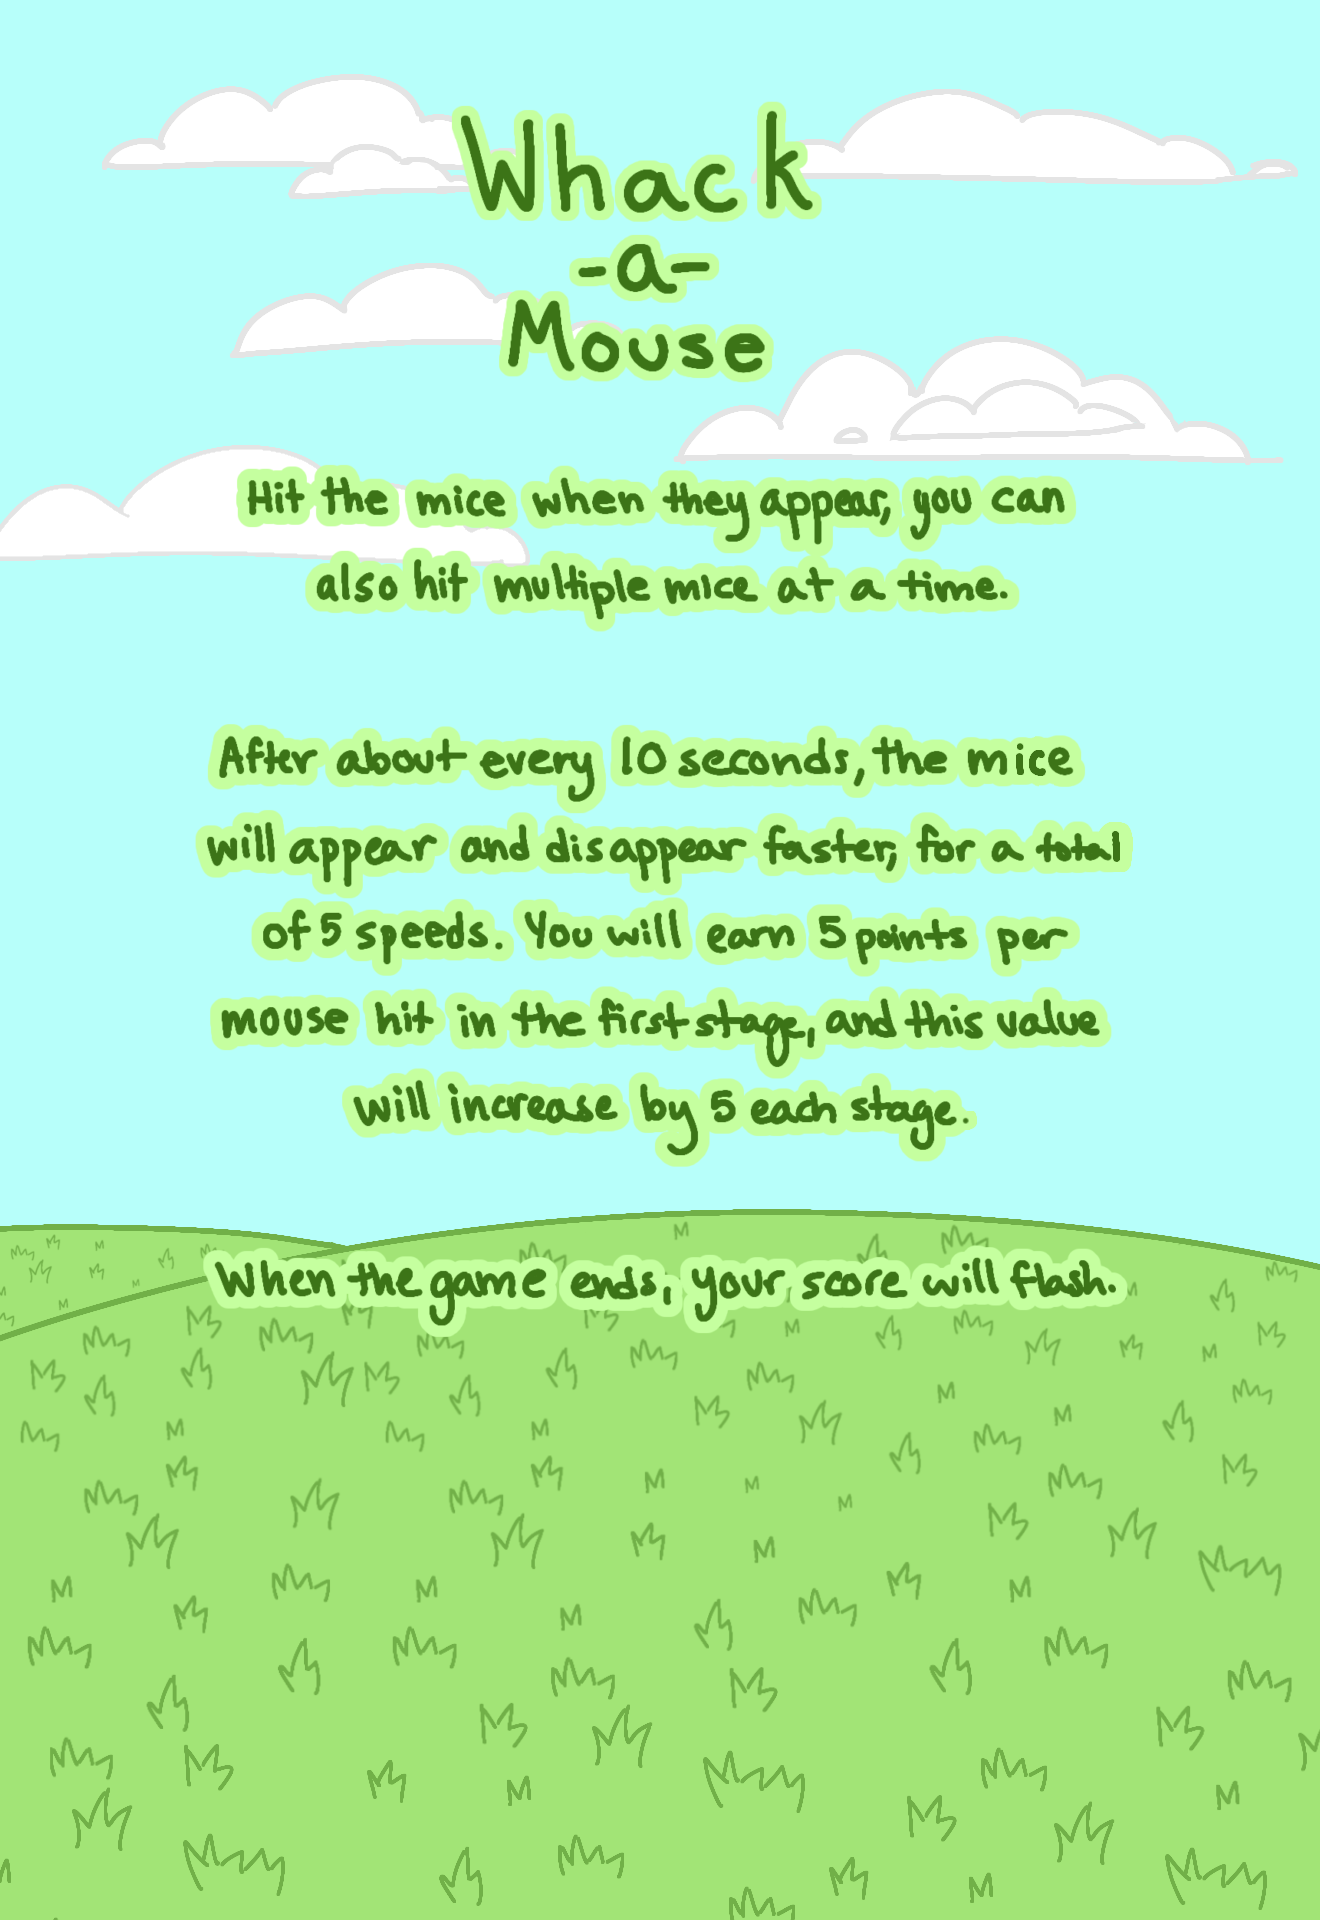 Whack
-a-
Mouse
Hit the mice when they appear, you can
also hit multiple mice at a time.
After about every 10 seconds, the mice
will appear and disappear faster, for a total
of 5 speeds. You will earn 5 points per
mouse hit in the first stage, and this value
will increase by 5 each stage.
When the game ends, your score will flash.